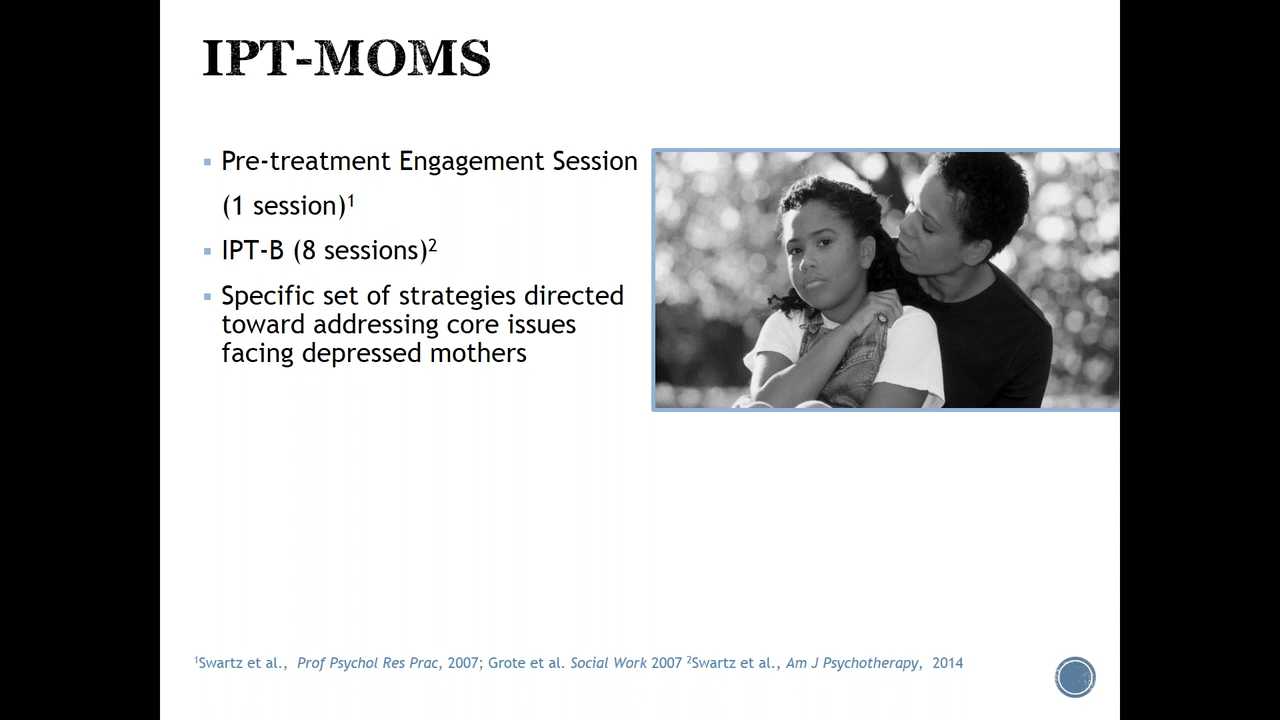 IPT-MOMS
Pre-treatment Engagement Session
(1 session)¹
IPT-B (8 sessions)²
Specific set of strategies directed
toward addressing core issues
facing depressed mothers
¹Swartz et al., Prof Psychol Res Prac, 2007; Grote et al. Social Work 2007 ²Swartz et al., Am J Psychotherapy, 2014